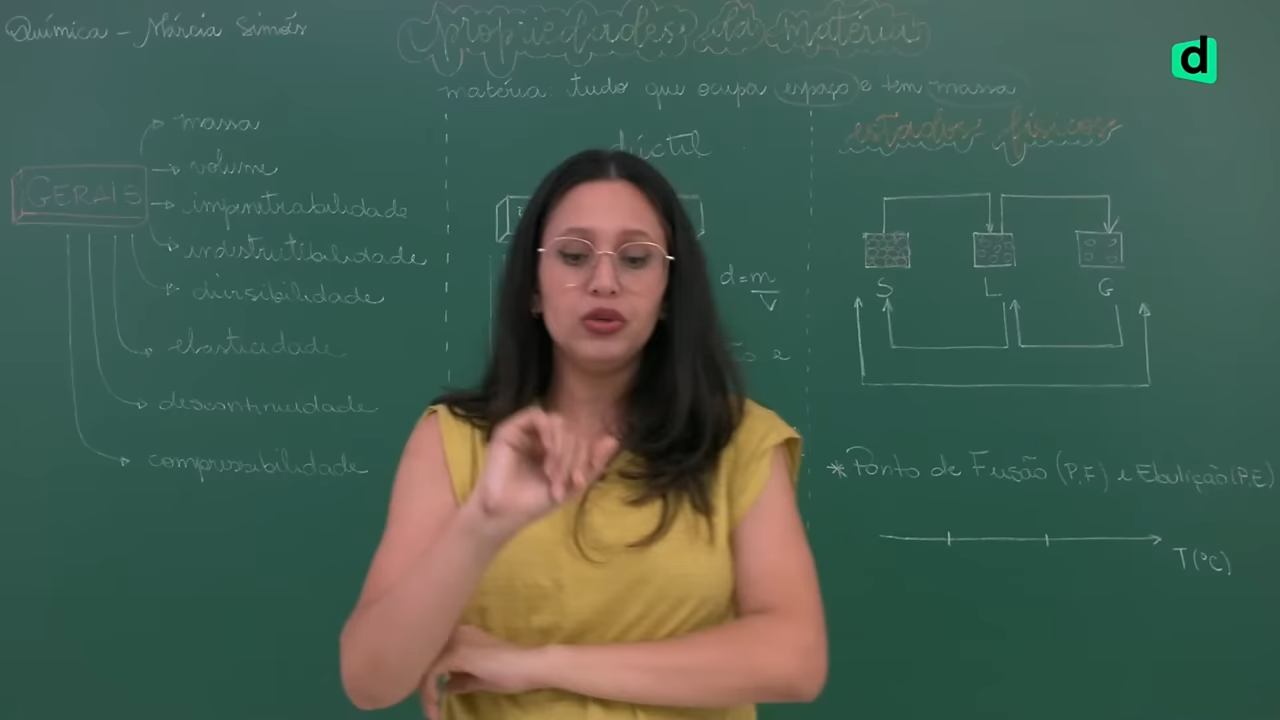 Química - Márcia Simões
propriedades da matéria
d
matéria: tudo que ocupa espaço e tem massa
GERAIS
massa
volume
impenetrabilidade
indestrutibilidade
divisibilidade
elasticidade
descontinuidade
compressibilidade
dúctil
d=m
V
e
estados físicos
S L G
* Ponto de Fusão (P.F) e Ebulição (P.E)
T(°C)